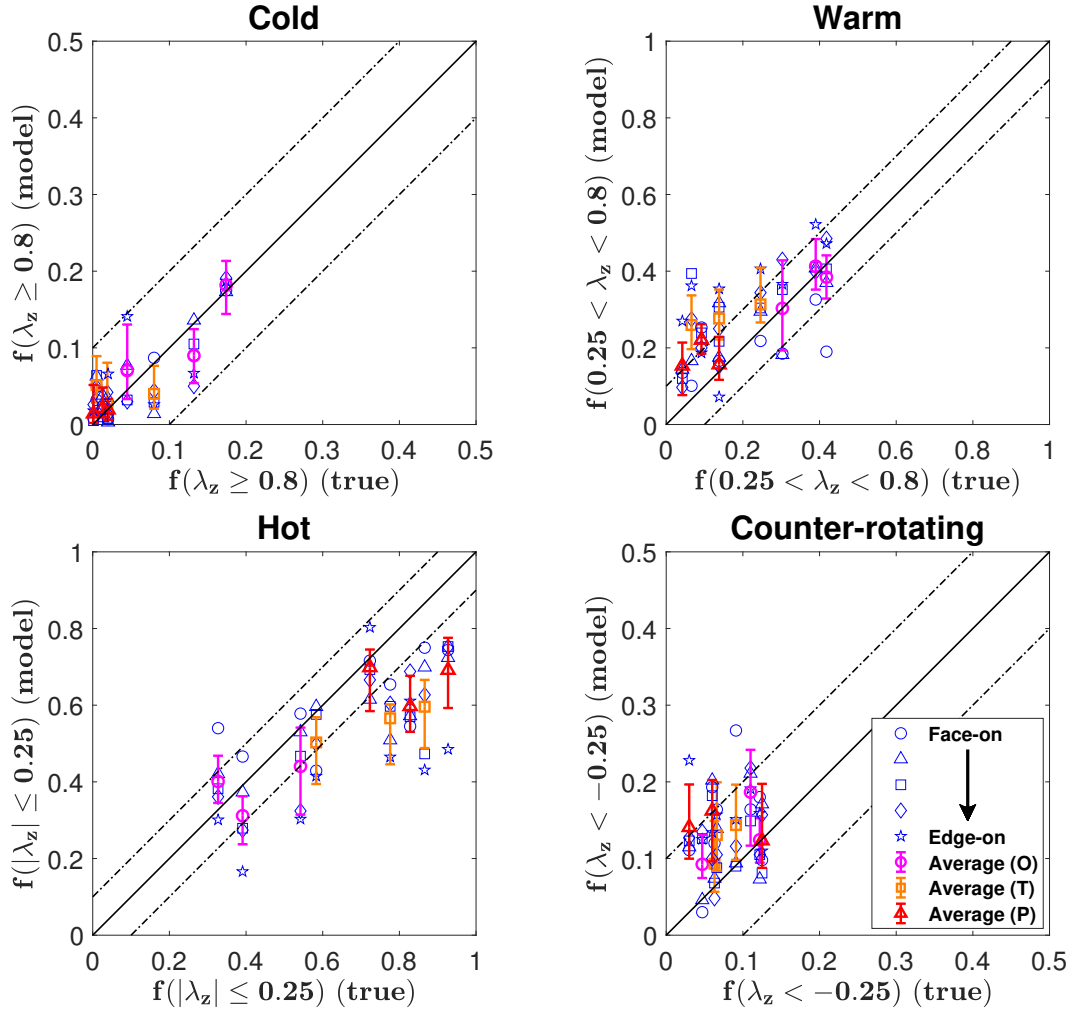 Cold
0.5
0.4
0.3
0.2
0.1
0
f(λz ≥ 0.8) (model)
0 0.1 0.2 0.3 0.4 0.5
f(λz ≥ 0.8) (true)
Warm
1
0.8
0.6
0.4
0.2
0
f(0.25 < λz < 0.8) (model)
0 0.2 0.4 0.6 0.8 1
f(0.25 < λz < 0.8) (true)
Hot
1
0.8
0.6
0.4
0.2
0
f(|λz| ≤ 0.25) (model)
0 0.2 0.4 0.6 0.8 1
f(|λz| ≤ 0.25) (true)
Counter-rotating
0.5
0.4
0.3
0.2
0.1
0
f(λz < −0.25) (model)
0 0.1 0.2 0.3 0.4 0.5
f(λz < −0.25) (true)
Face-on
Edge-on
Average (O)
Average (T)
Average (P)